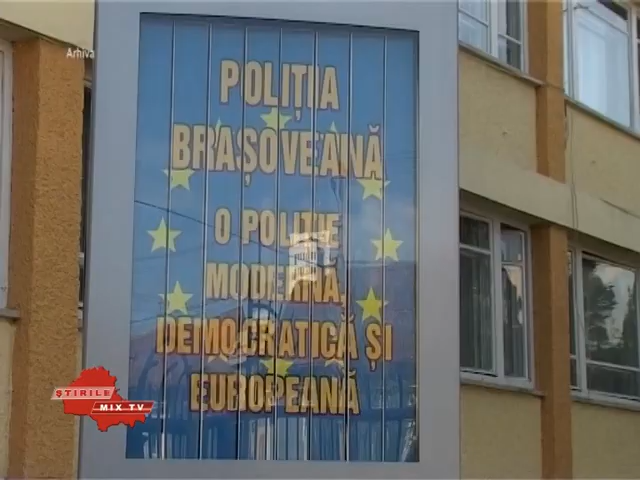 Arhiva
POLIȚIA
BRAȘOVEANĂ
O POLIȚIE
MODERNĂ,
DEMOCRATICĂ ȘI
EUROPEANĂ
ȘTIRILE
MIX TV